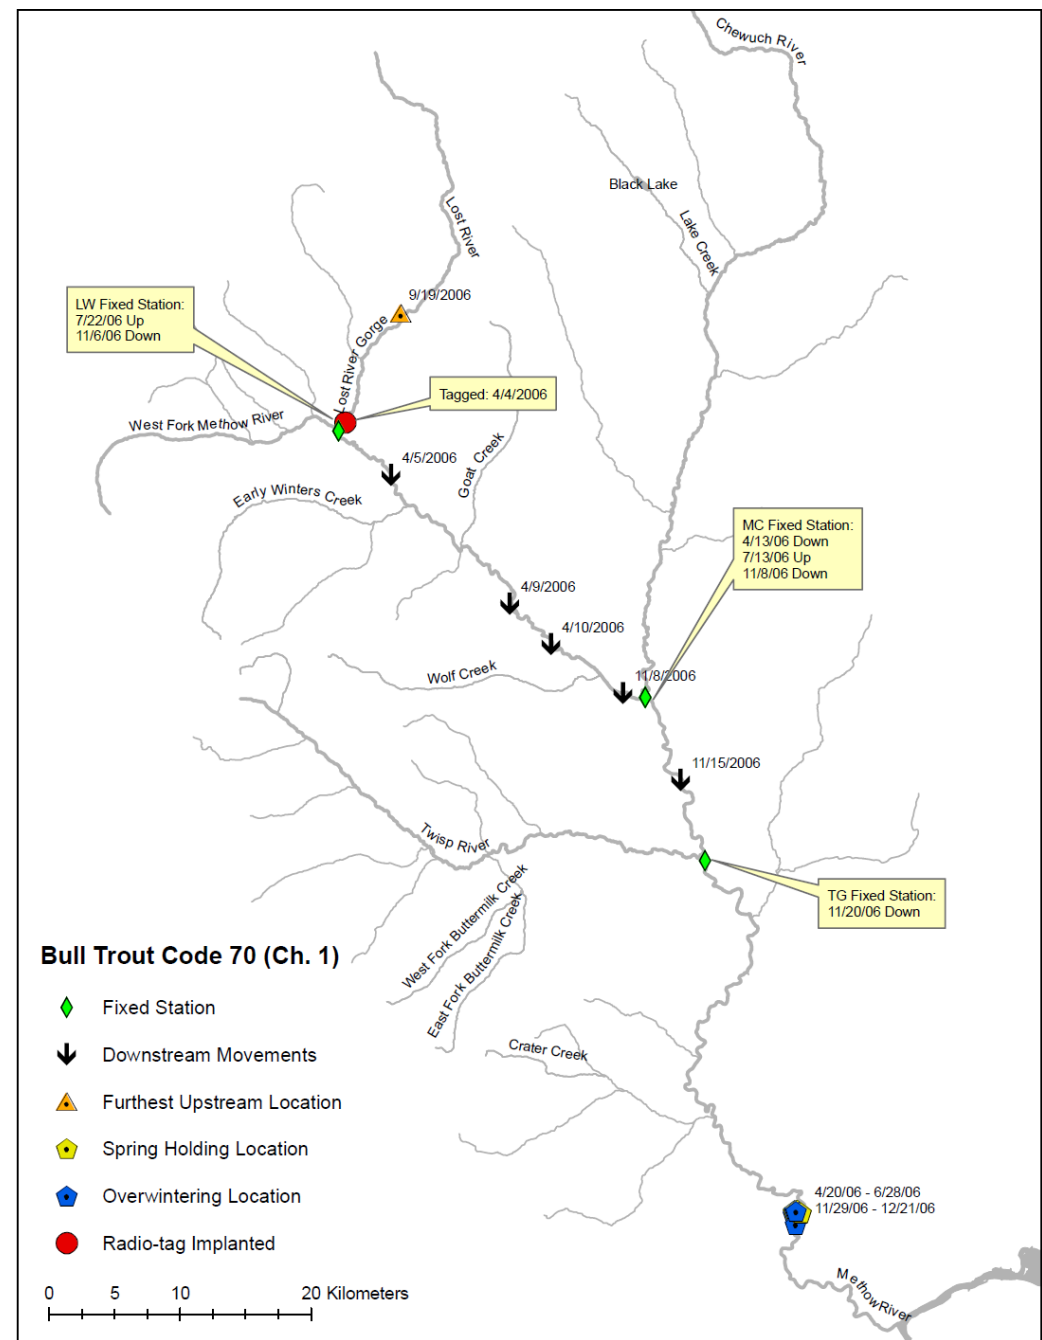 Chewuch River
Black Lake
Lost River
Lake Creek
9/19/2006
LW Fixed Station:
7/22/06 Up
11/6/06 Down
Lost River Gorge
Tagged: 4/4/2006
West Fork Methow River
4/5/2006
Goat Creek
Early Winters Creek
MC Fixed Station:
4/13/06 Down
7/13/06 Up
11/8/06 Down
4/9/2006
4/10/2006
Wolf Creek
11/8/2006
11/15/2006
Twisp River
TG Fixed Station:
11/20/06 Down
West Fork Buttermilk Creek
East Fork Buttermilk Creek
Crater Creek
4/20/06 - 6/28/06
11/29/06 - 12/21/06
Methow River
Bull Trout Code 70 (Ch. 1)
Fixed Station
Downstream Movements
Furthest Upstream Location
Spring Holding Location
Overwintering Location
Radio-tag Implanted
0 5 10 20 Kilometers